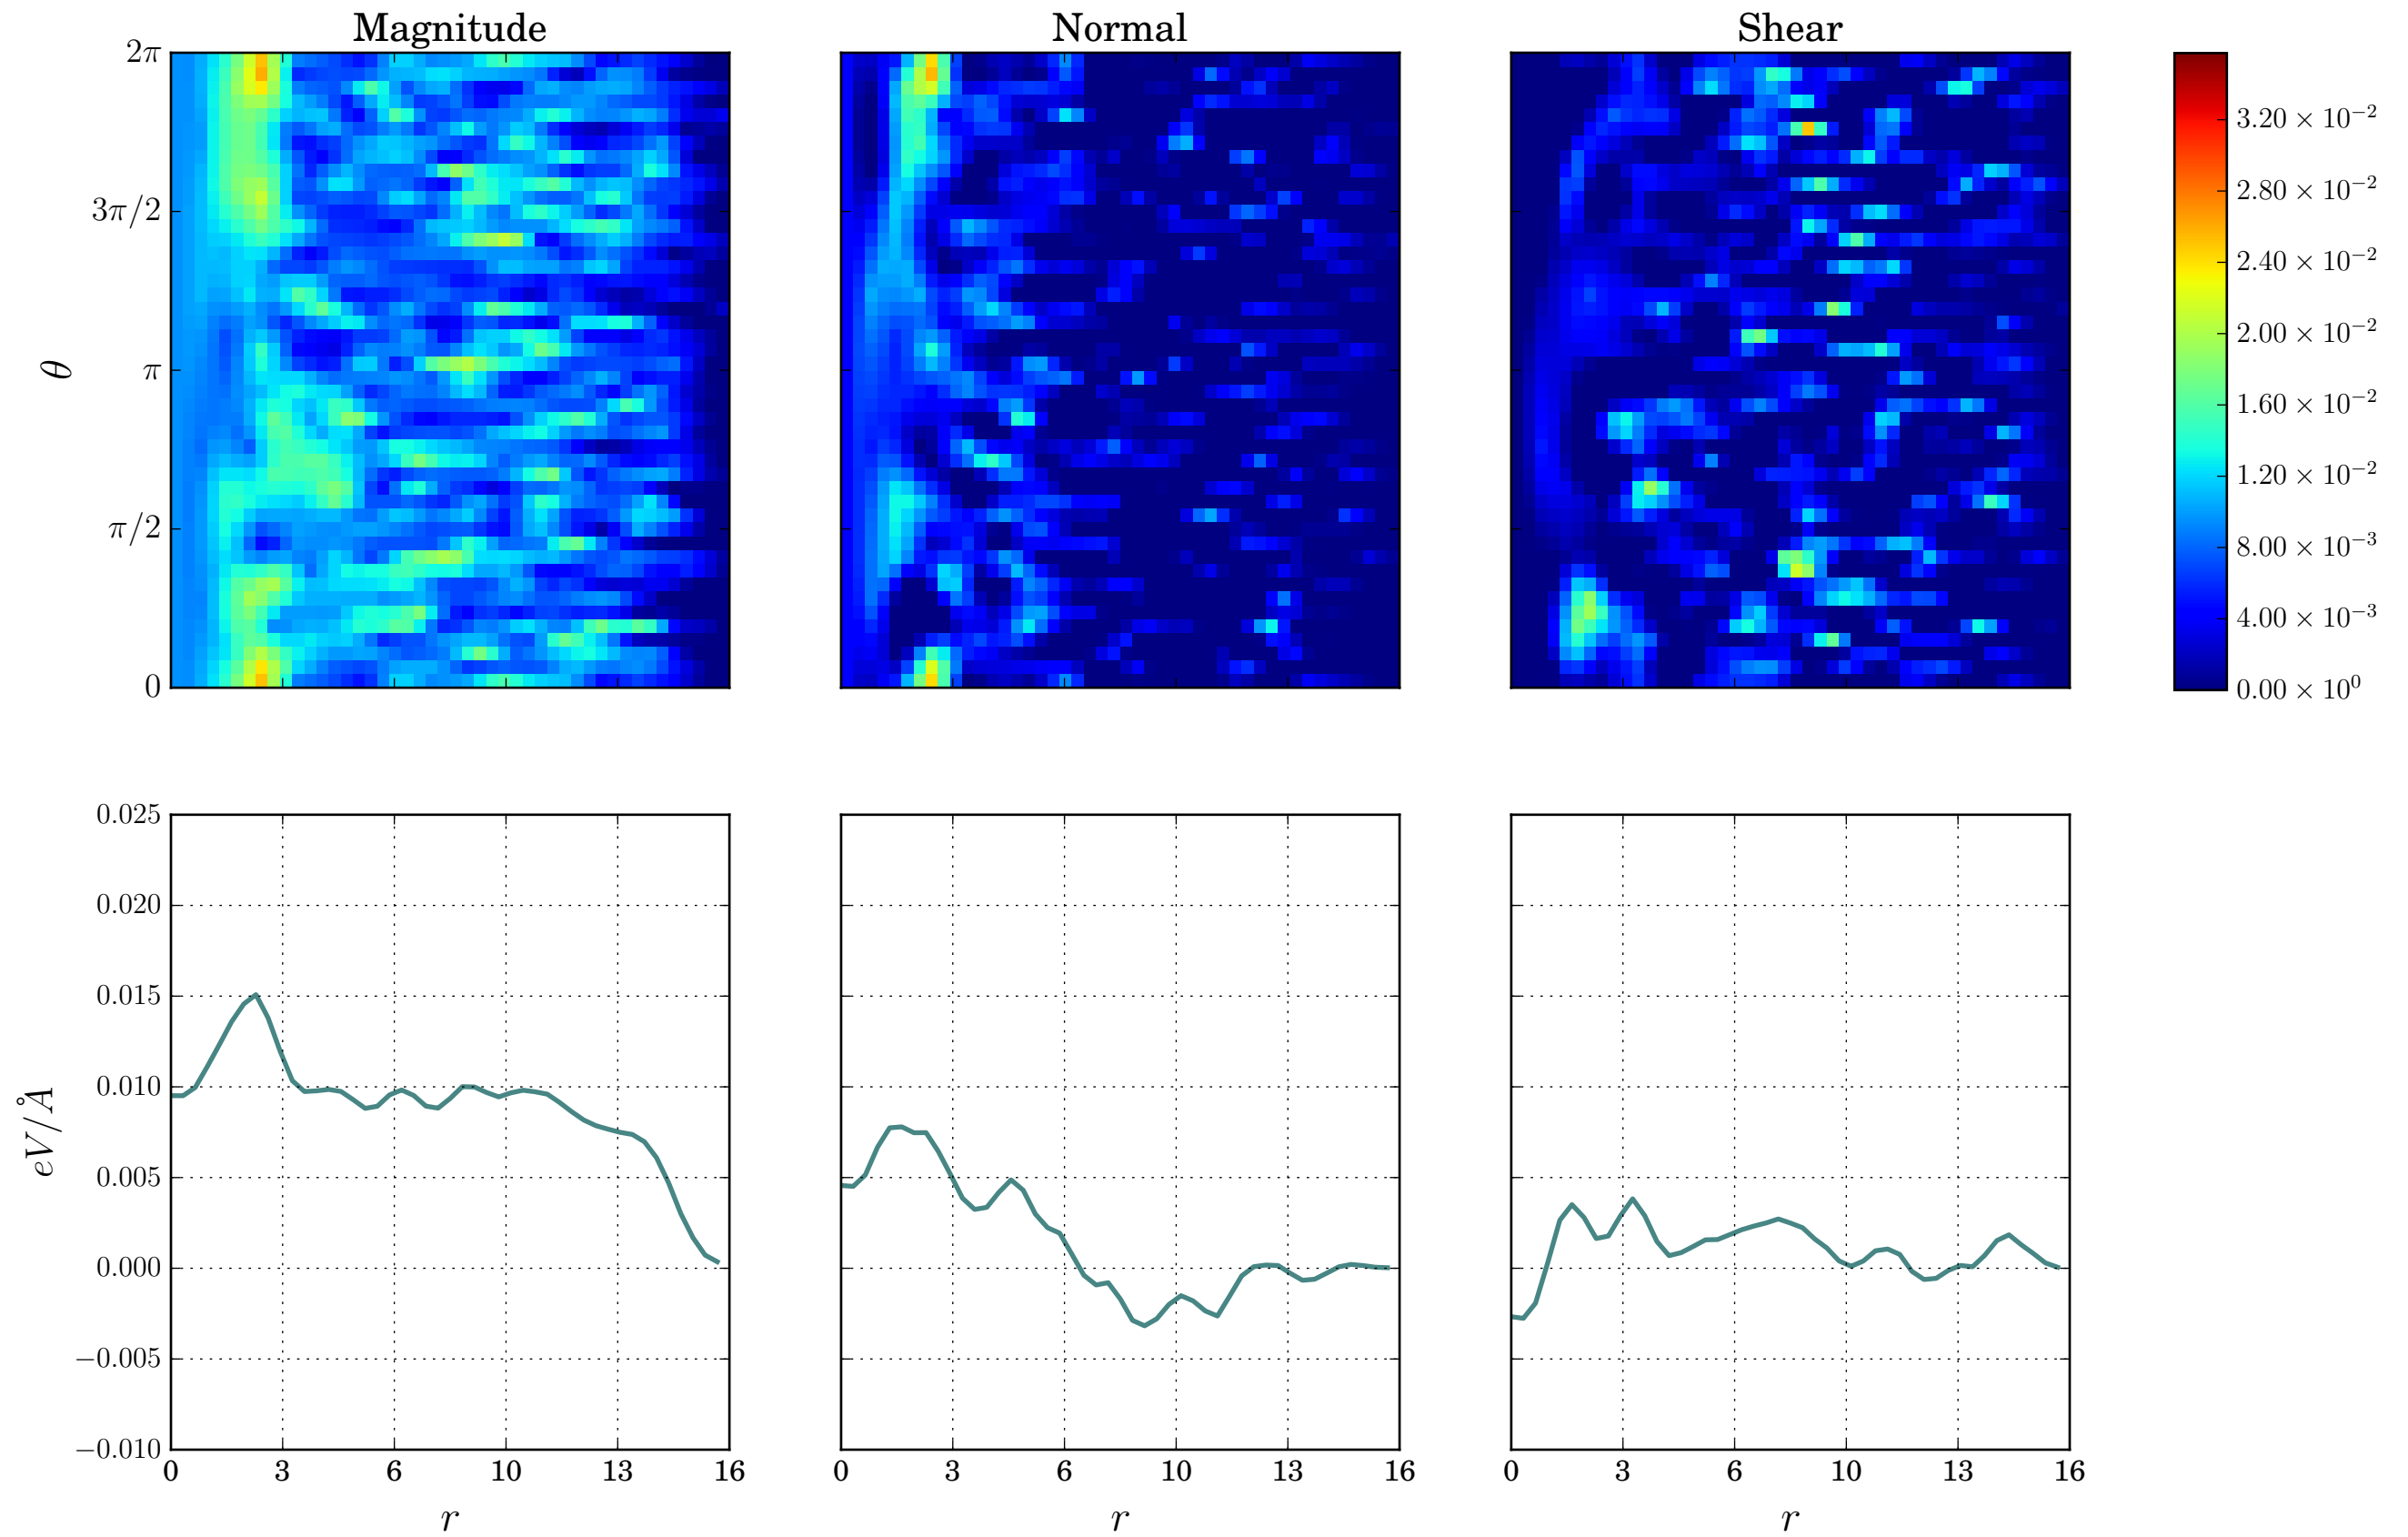 Magnitude Normal Shear
2π
3π/2
π
π/2
0
θ
3.20 × 10⁻²
2.80 × 10⁻²
2.40 × 10⁻²
2.00 × 10⁻²
1.60 × 10⁻²
1.20 × 10⁻²
8.00 × 10⁻³
4.00 × 10⁻³
0.00 × 10⁰
0.025
0.020
0.015
0.010
0.005
0.000
−0.005
−0.010
eV/Å
0 3 6 10 13 16 0 3 6 10 13 16 0 3 6 10 13 16
r r r